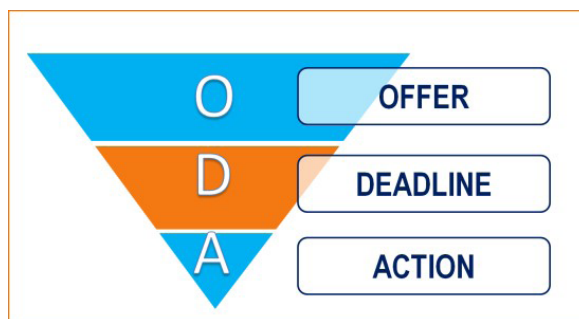 O
OFFER
D
DEADLINE
A
ACTION